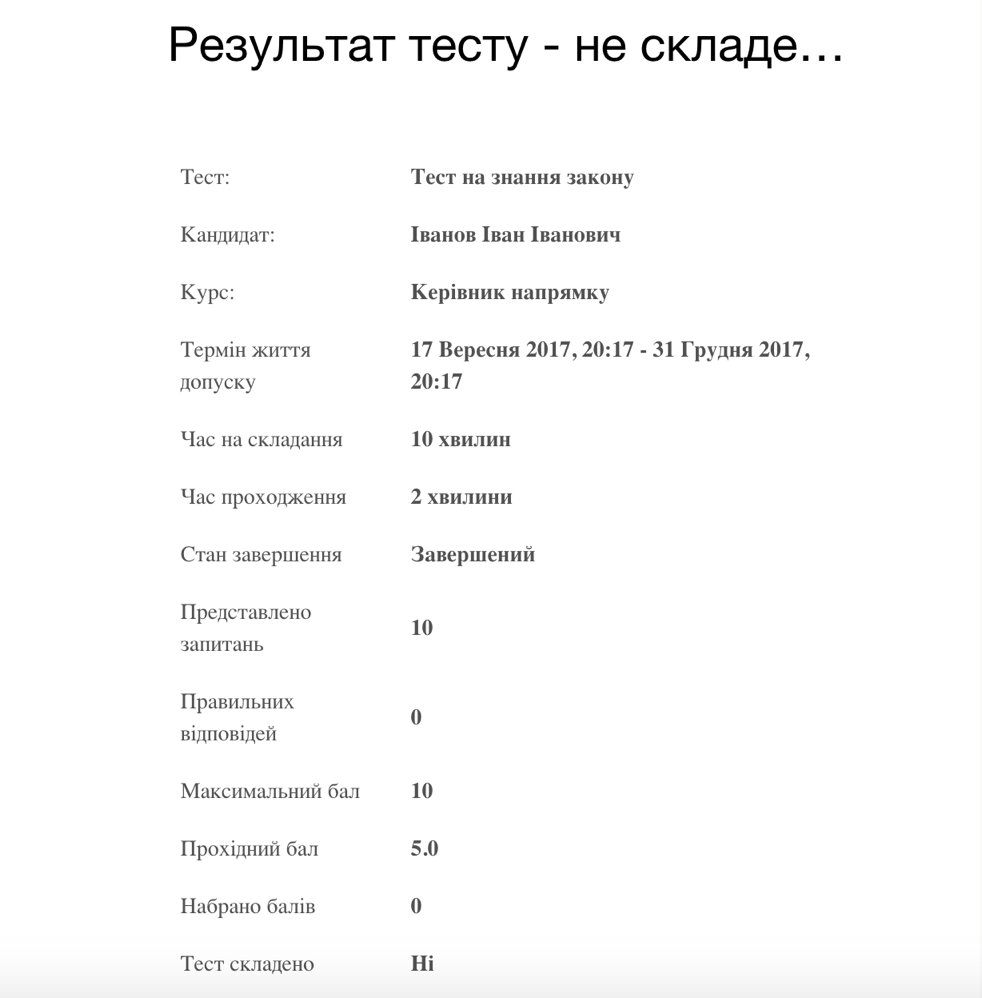 Результат тесту - не складе…
Тест: Тест на знання закону
Кандидат: Іванов Іван Іванович
Курс: Керівник напрямку
Термін життя допуску 17 Вересня 2017, 20:17 - 31 Грудня 2017, 20:17
Час на складання 10 хвилин
Час проходження 2 хвилини
Стан завершення Завершений
Представлено запитань 10
Правильних відповідей 0
Максимальний бал 10
Прохідний бал 5.0
Набрано балів 0
Тест складено Ні